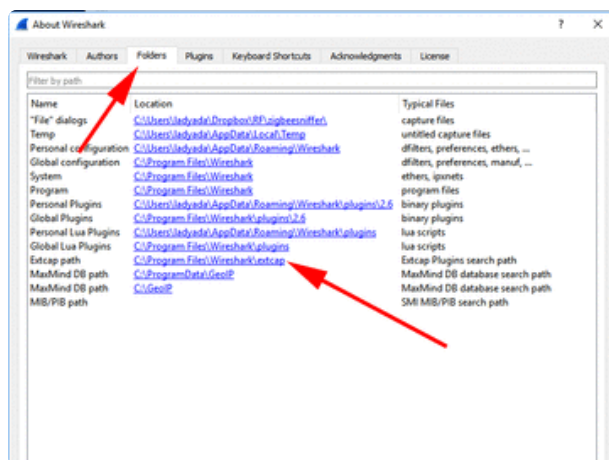 About Wireshark
Wireshark Authors Folders Plugins Keyboard Shortcuts Acknowledgments License
Filter by path
Name Location Typical Files
"File" dialogs C:\Users\ladyada\Dropbox\RF\zigbeesniffer\ capture files
Temp C:\Users\ladyada\AppData\Local\Temp untitled capture files
Personal configuration C:\Users\ladyada\AppData\Roaming\Wireshark dfilters, preferences, ethers, ...
Global configuration C:\Program Files\Wireshark dfilters, preferences, manuf, ...
System C:\Program Files\Wireshark ethers, ipxnets
Program C:\Program Files\Wireshark program files
Personal Plugins C:\Users\ladyada\AppData\Roaming\Wireshark\plugins\2.6 binary plugins
Global Plugins C:\Program Files\Wireshark\plugins\2.6 binary plugins
Personal Lua Plugins C:\Users\ladyada\AppData\Roaming\Wireshark\plugins lua scripts
Global Lua Plugins C:\Program Files\Wireshark\plugins lua scripts
Extcap path C:\Program Files\Wireshark\extcap Extcap Plugins search path
MaxMind DB path C:\ProgramData\GeoIP MaxMind DB database search path
MaxMind DB path C:\GeoIP MaxMind DB database search path
MIB/PIB path SMI MIB/PIB search path